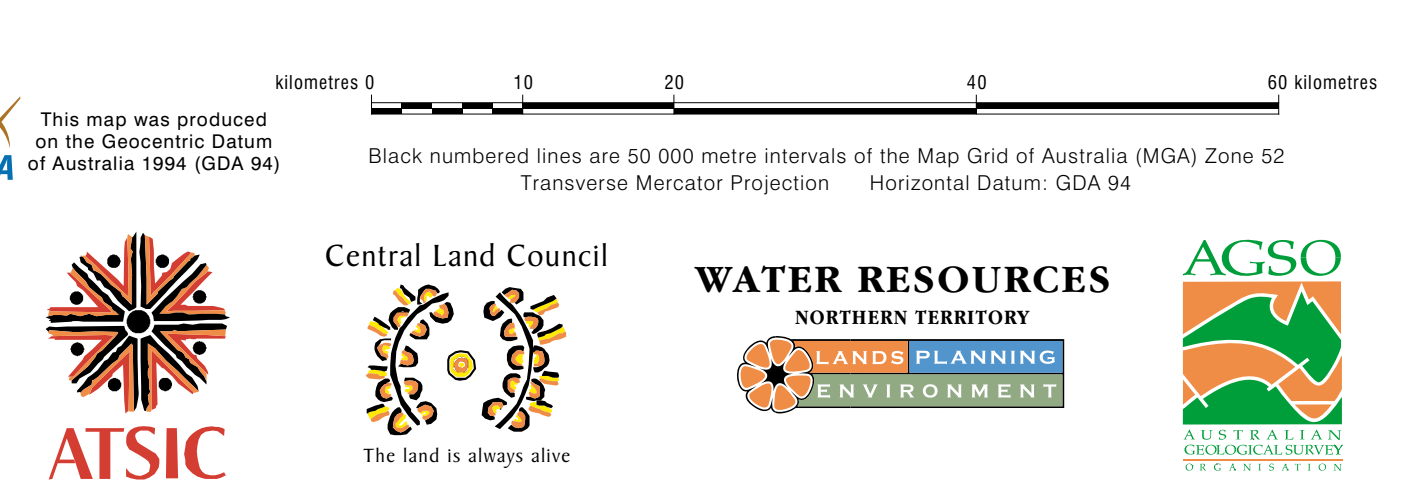 kilometres 0 10 20 40 60 kilometres
This map was produced
on the Geocentric Datum
of Australia 1994 (GDA 94)
Black numbered lines are 50 000 metre intervals of the Map Grid of Australia (MGA) Zone 52
Transverse Mercator Projection Horizontal Datum: GDA 94
ATSIC
Central Land Council
The land is always alive
WATER RESOURCES
NORTHERN TERRITORY
LANDS PLANNING
ENVIRONMENT
AGSO
AUSTRALIAN
GEOLOGICAL SURVEY
ORGANISATION